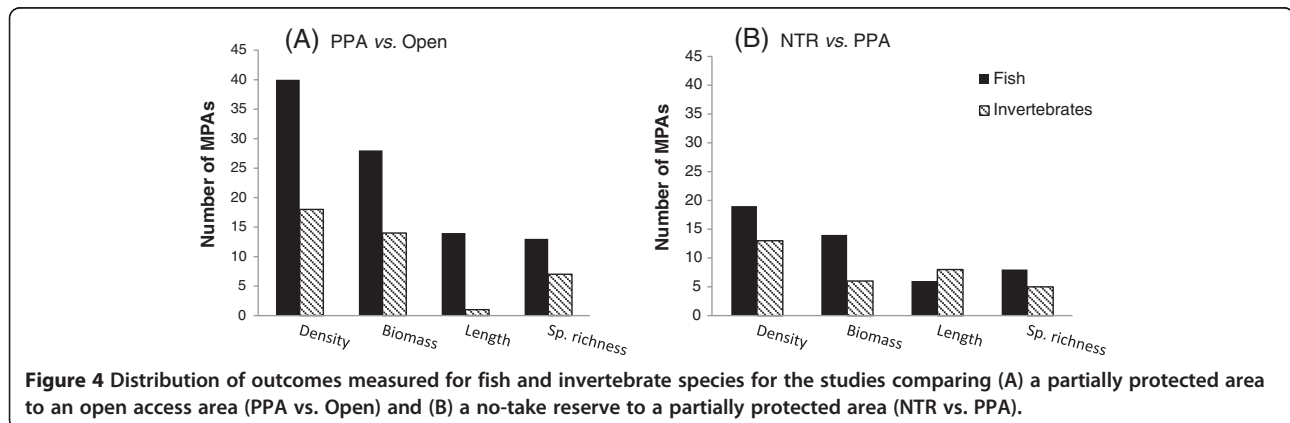 (A) PPA vs. Open
Number of MPAs
45
40
35
30
25
20
15
10
5
0
Density
Biomass
Length
Sp. richness
(B) NTR vs. PPA
Number of MPAs
45
40
35
30
25
20
15
10
5
0
Density
Biomass
Length
Sp. richness
Fish
Invertebrates
Figure 4 Distribution of outcomes measured for fish and invertebrate species for the studies comparing (A) a partially protected area
to an open access area (PPA vs. Open) and (B) a no-take reserve to a partially protected area (NTR vs. PPA).